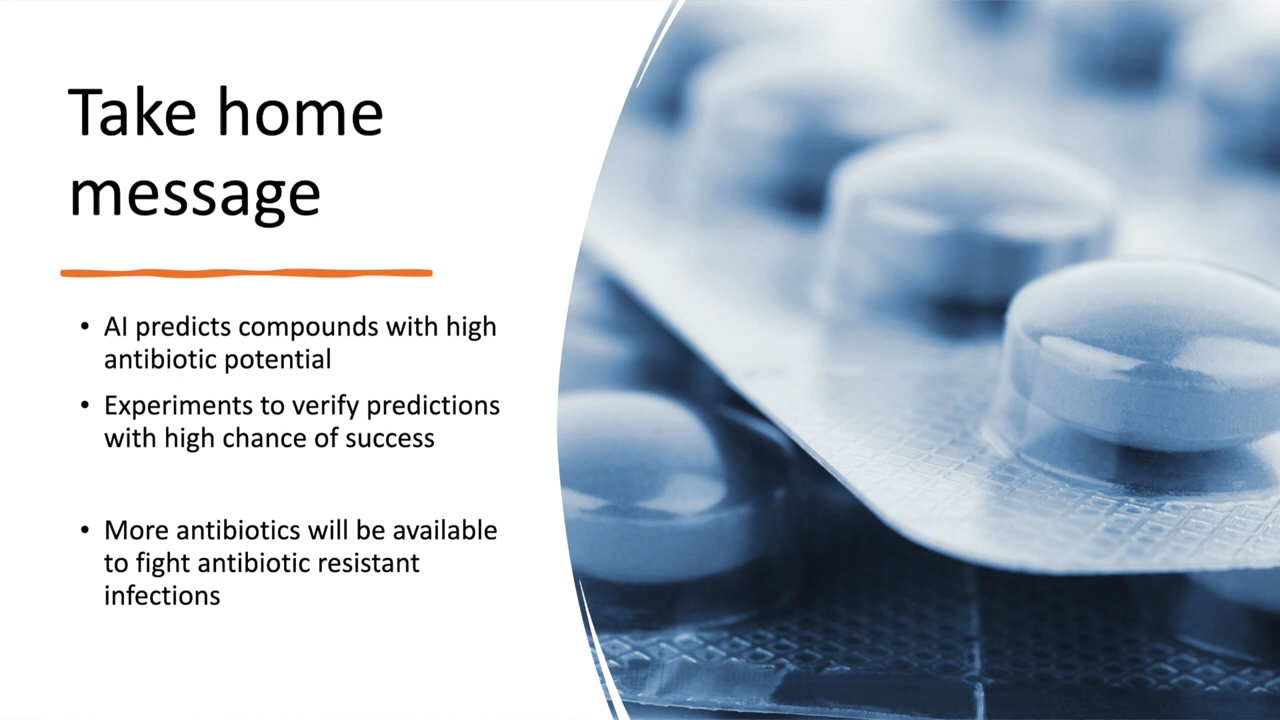 Take home
message
• AI predicts compounds with high
antibiotic potential
• Experiments to verify predictions
with high chance of success
• More antibiotics will be available
to fight antibiotic resistant
infections